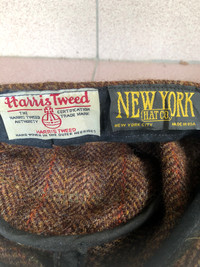 Harris Tweed
THE CERTIFICATION
HARRIS TWEED TRADE MARK
AUTHORITY
HARRIS TWEED
HAND WOVEN IN THE OUTER HEBRIDES
NEW YORK
HAT CO.
NEW YORK CITY MADE IN USA